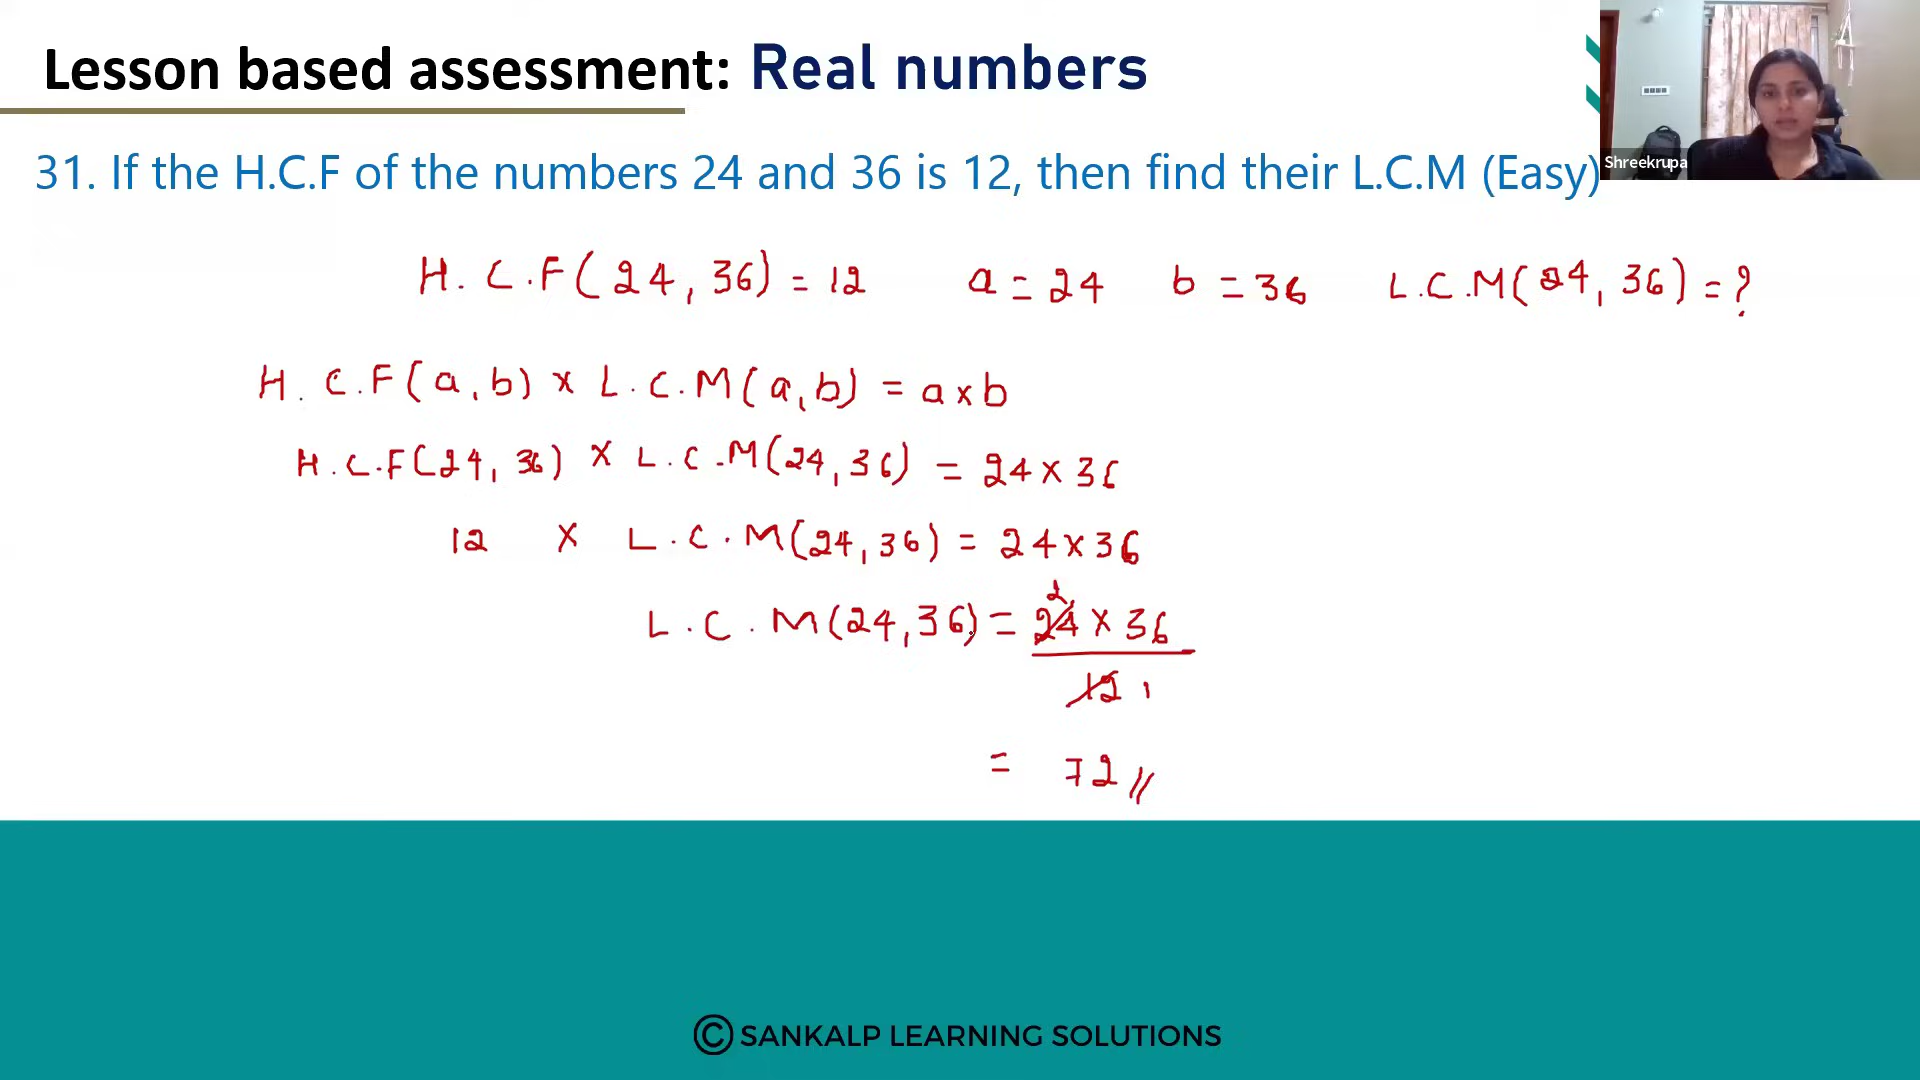 Lesson based assessment: Real numbers
Shreekrupa
31. If the H.C.F of the numbers 24 and 36 is 12, then find their L.C.M (Easy)
H.C.F(24,36)=12 a=24 b=36 L.C.M(24,36)=?
H.C.F(a,b) x L.C.M(a,b) = a x b
H.C.F(24,36) x L.C.M(24,36) = 24 x 36
12 x L.C.M(24,36) = 24 x 36
2
L.C.M(24,36) = 24 x 36
12 1
= 72 //
© SANKALP LEARNING SOLUTIONS